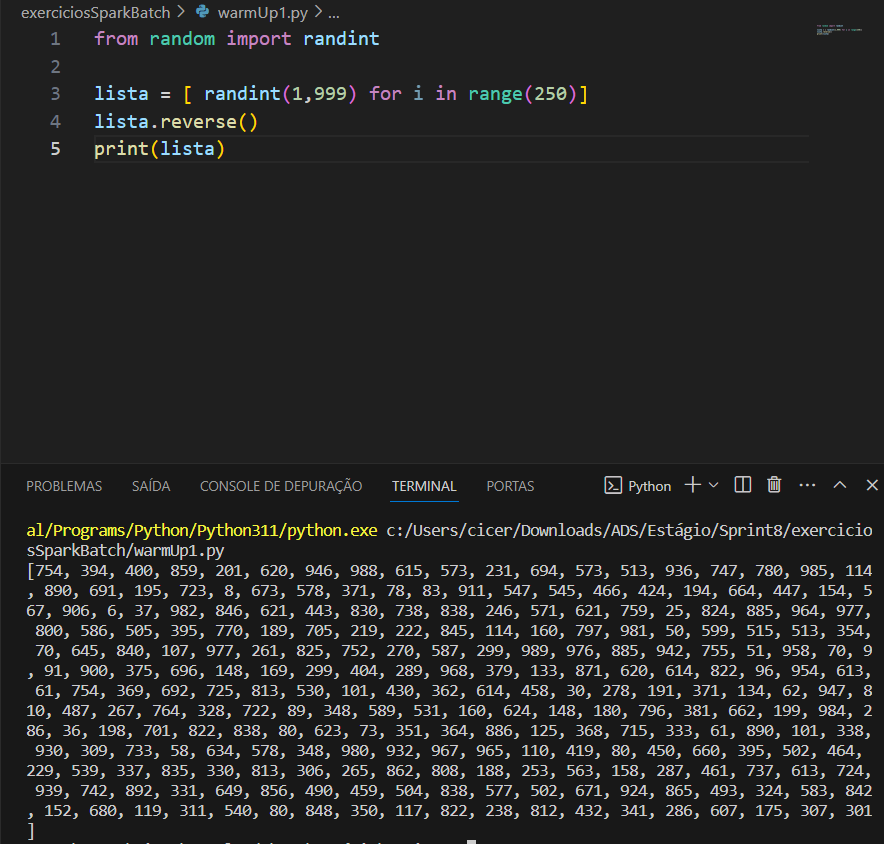 exerciciosSparkBatch > warmUp1.py > ...
1 from random import randint
2
3 lista = [ randint(1,999) for i in range(250)]
4 lista.reverse()
5 print(lista)
PROBLEMAS SAÍDA CONSOLE DE DEPURAÇÃO TERMINAL PORTAS Python
al/Programs/Python/Python311/python.exe c:/Users/cicer/Downloads/ADS/Estágio/Sprint8/exercicio
sSparkBatch/warmUp1.py
[754, 394, 400, 859, 201, 620, 946, 988, 615, 573, 231, 694, 573, 513, 936, 747, 780, 985, 114
, 890, 691, 195, 723, 8, 673, 578, 371, 78, 83, 911, 547, 545, 466, 424, 194, 664, 447, 154, 5
67, 906, 6, 37, 982, 846, 621, 443, 830, 738, 838, 246, 571, 621, 759, 25, 824, 885, 964, 977,
800, 586, 505, 395, 770, 189, 705, 219, 222, 845, 114, 160, 797, 981, 50, 599, 515, 513, 354,
70, 645, 840, 107, 977, 261, 825, 752, 270, 587, 299, 989, 976, 885, 942, 755, 51, 958, 70, 9
, 91, 900, 375, 696, 148, 169, 299, 404, 289, 968, 379, 133, 871, 620, 614, 822, 96, 954, 613,
61, 754, 369, 692, 725, 813, 530, 101, 430, 362, 614, 458, 30, 278, 191, 371, 134, 62, 947, 8
10, 487, 267, 764, 328, 722, 89, 348, 589, 531, 160, 624, 148, 180, 796, 381, 662, 199, 984, 2
86, 36, 198, 701, 822, 838, 80, 623, 73, 351, 364, 886, 125, 368, 715, 333, 61, 890, 101, 338,
930, 309, 733, 58, 634, 578, 348, 980, 932, 967, 965, 110, 419, 80, 450, 660, 395, 502, 464,
229, 539, 337, 835, 330, 813, 306, 265, 862, 808, 188, 253, 563, 158, 287, 461, 737, 613, 724,
939, 742, 892, 331, 649, 856, 490, 459, 504, 838, 577, 502, 671, 924, 865, 493, 324, 583, 842
, 152, 680, 119, 311, 540, 80, 848, 350, 117, 822, 238, 812, 432, 341, 286, 607, 175, 307, 301
]